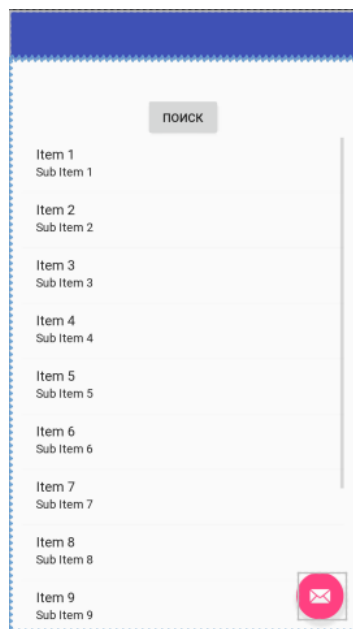 ПОИСК
Item 1
Sub Item 1
Item 2
Sub Item 2
Item 3
Sub Item 3
Item 4
Sub Item 4
Item 5
Sub Item 5
Item 6
Sub Item 6
Item 7
Sub Item 7
Item 8
Sub Item 8
Item 9
Sub Item 9